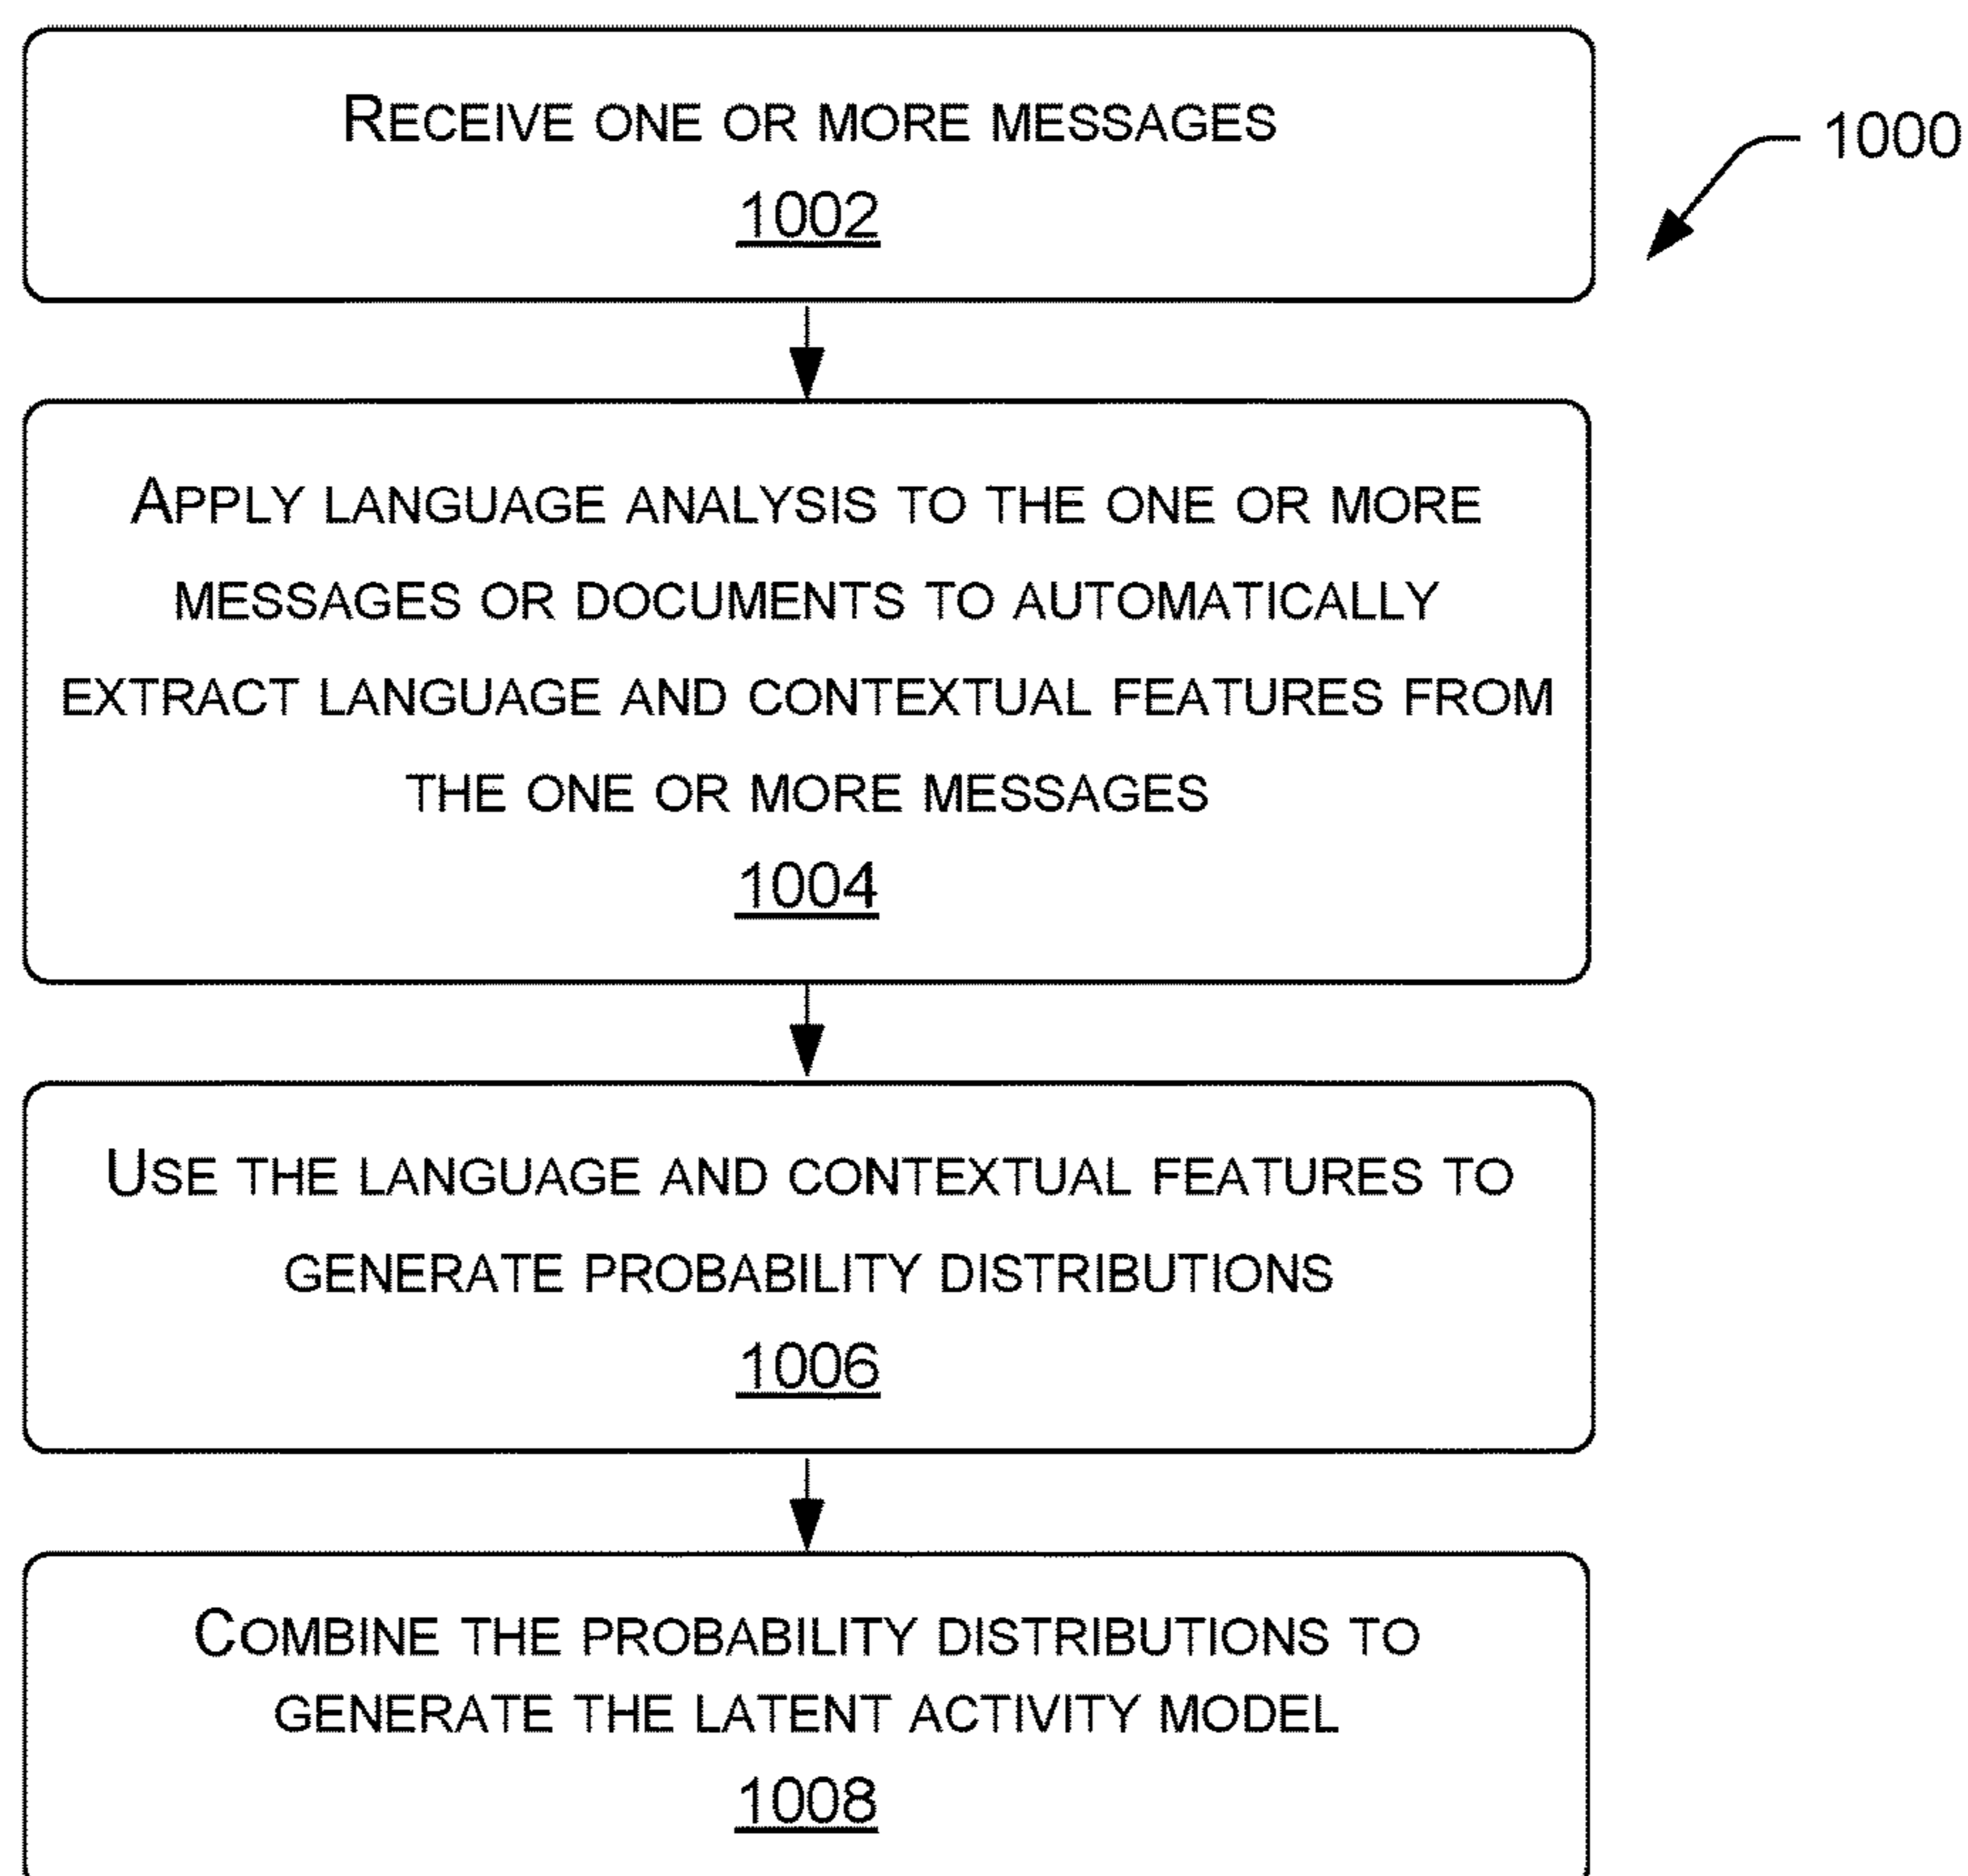 RECEIVE ONE OR MORE MESSAGES
1002
1000
APPLY LANGUAGE ANALYSIS TO THE ONE OR MORE
MESSAGES OR DOCUMENTS TO AUTOMATICALLY
EXTRACT LANGUAGE AND CONTEXTUAL FEATURES FROM
THE ONE OR MORE MESSAGES
1004
USE THE LANGUAGE AND CONTEXTUAL FEATURES TO
GENERATE PROBABILITY DISTRIBUTIONS
1006
COMBINE THE PROBABILITY DISTRIBUTIONS TO
GENERATE THE LATENT ACTIVITY MODEL
1008